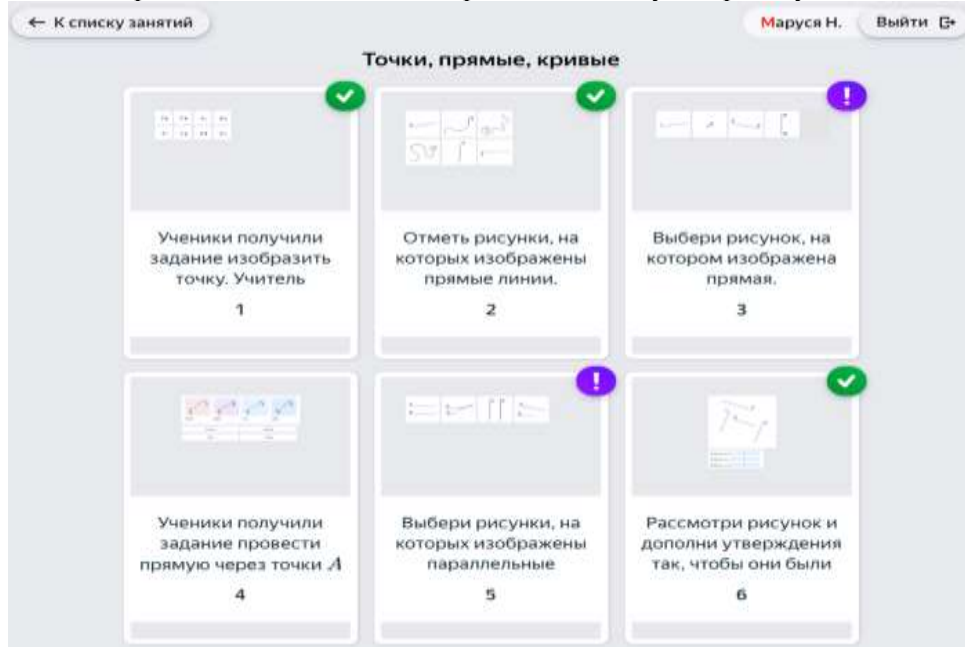 ← К списку занятий
Маруся Н.
Выйти
Точки, прямые, кривые
Ученики получили
задание изобразить
точку. Учитель
1
Отметь рисунки, на
которых изображены
прямые линии.
2
Выбери рисунок, на
котором изображена
прямая.
3
Ученики получили
задание провести
прямую через точки A
4
Выбери рисунки, на
которых изображены
параллельные
5
Рассмотри рисунок и
дополни утверждения
так, чтобы они были
6